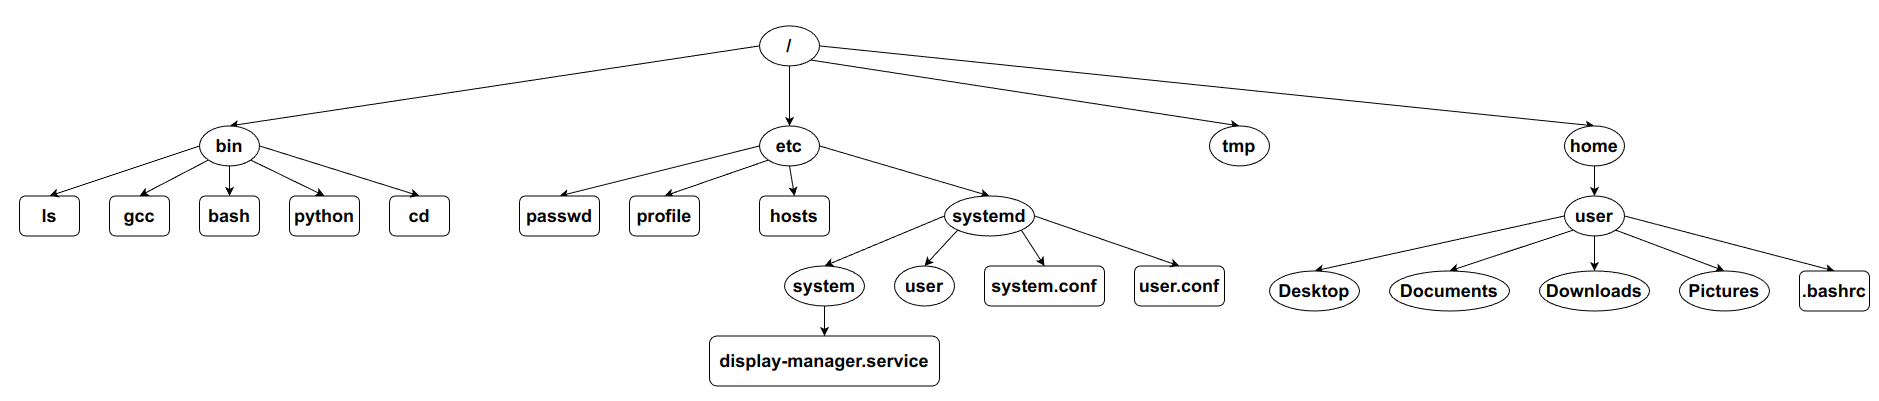 /
bin
etc
tmp
home
ls
gcc
bash
python
cd
passwd
profile
hosts
systemd
user
system
user
system.conf
user.conf
Desktop
Documents
Downloads
Pictures
.bashrc
display-manager.service